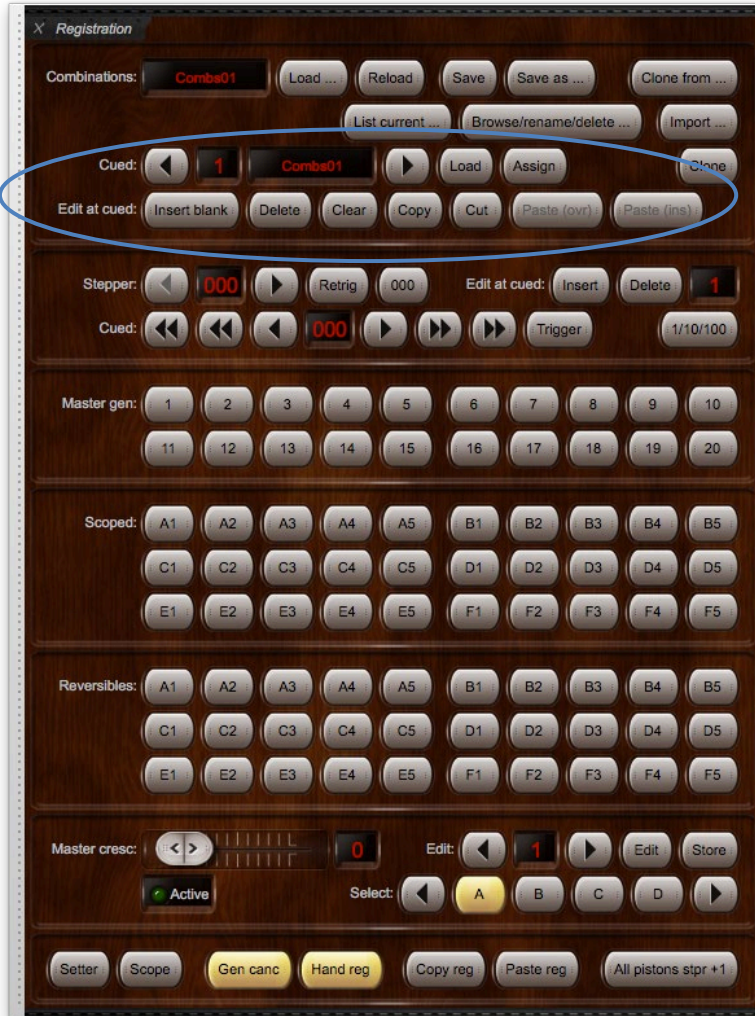 X Registration
Combinations: Combs01 Load ... Reload Save Save as ... Clone from ...
List current ... Browse/rename/delete ... Import ...
Cued: 1 Combs01 Load Assign Clone
Edit at cued: Insert blank Delete Clear Copy Cut Paste (ovr) Paste (ins)
Stepper: 000 Retrig 000 Edit at cued: Insert Delete 1
Cued: 000 Trigger 1/10/100
Master gen: 1 2 3 4 5 6 7 8 9 10
11 12 13 14 15 16 17 18 19 20
Scoped: A1 A2 A3 A4 A5 B1 B2 B3 B4 B5
C1 C2 C3 C4 C5 D1 D2 D3 D4 D5
E1 E2 E3 E4 E5 F1 F2 F3 F4 F5
Reversibles: A1 A2 A3 A4 A5 B1 B2 B3 B4 B5
C1 C2 C3 C4 C5 D1 D2 D3 D4 D5
E1 E2 E3 E4 E5 F1 F2 F3 F4 F5
Master cresc: 0 Edit: 1 Edit Store
Active Select: A B C D
Setter Scope Gen canc Hand reg Copy reg Paste reg All pistons stpr +1